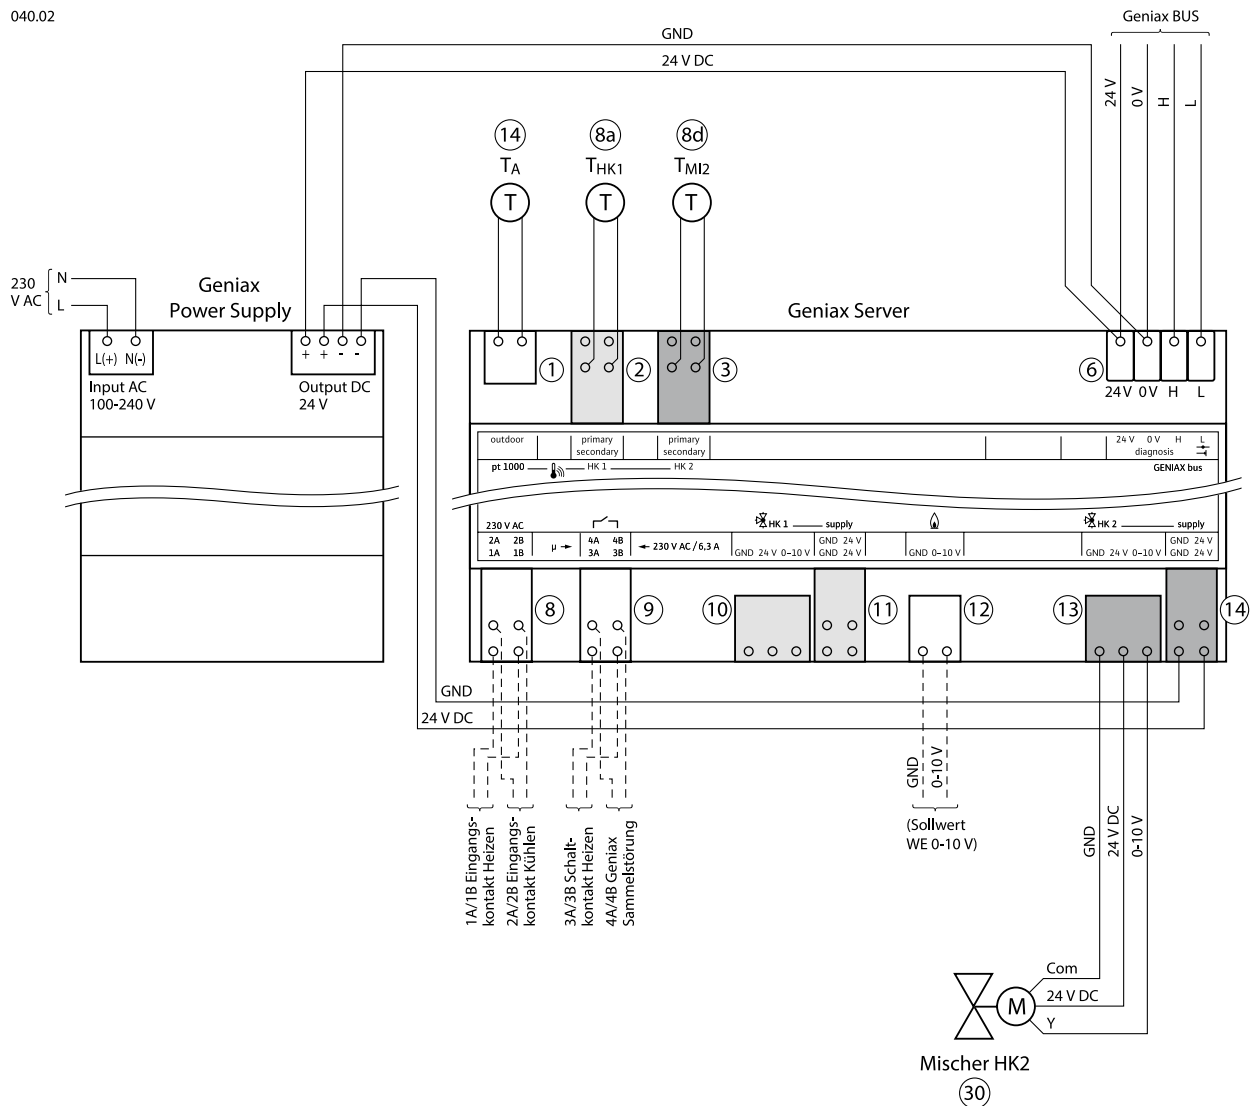 040.02
Geniax BUS
GND
24 V DC
24 V
0 V
H
L
14
8a
8d
TA
THK1
TMI2
T
T
T
230
V AC
N
L
Geniax
Power Supply
Geniax Server
L(+) N(-)
+ + - -
1
2
3
6
Input AC
100-240 V
Output DC
24 V
24 V 0 V H L
outdoor
primary
secondary
primary
secondary
24 V 0 V H L
diagnosis
pt 1000
HK 1
HK 2
GENIAX bus
230 V AC
HK 1
supply
HK 2
supply
2A 2B
1A 1B
µ
4A 4B
3A 3B
230 V AC / 6,3 A
GND 24 V 0–10 V
GND 24 V
GND 24 V
GND 0–10 V
GND 24 V 0–10 V
GND 24 V
GND 24 V
8
9
10
11
12
13
14
GND
24 V DC
1A/1B Eingangs-
kontakt Heizen
2A/2B Eingangs-
kontakt Kühlen
3A/3B Schalt-
kontakt Heizen
4A/4B Geniax
Sammelstörung
GND
0-10 V
(Sollwert
WE 0-10 V)
GND
24 V DC
0-10 V
Com
M
24 V DC
Y
Mischer HK2
30